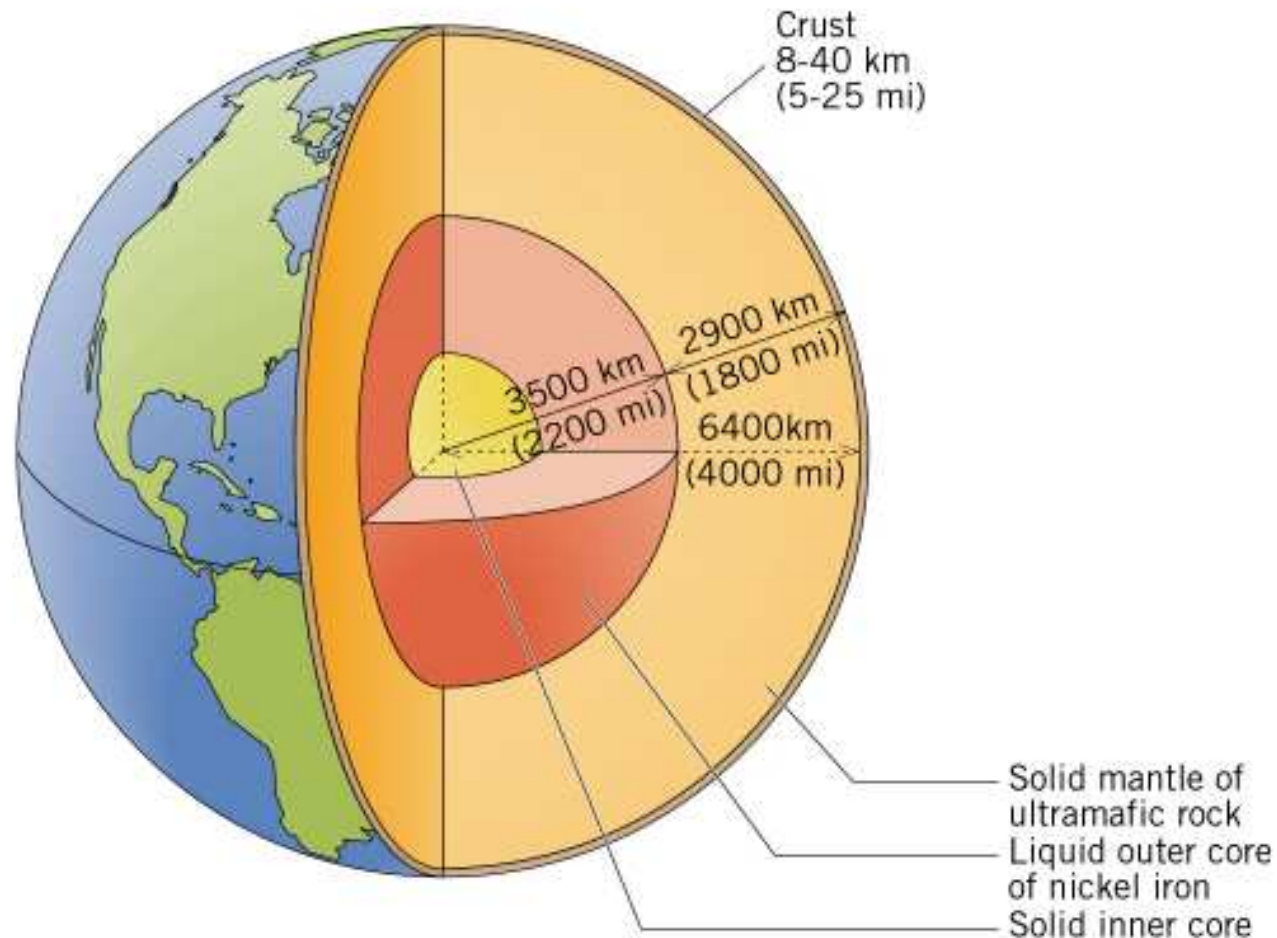 Crust
8-40 km
(5-25 mi)
2900 km
(1800 mi)
3500 km
(2200 mi)
6400km
(4000 mi)
Solid mantle of
ultramafic rock
Liquid outer core
of nickel iron
Solid inner core